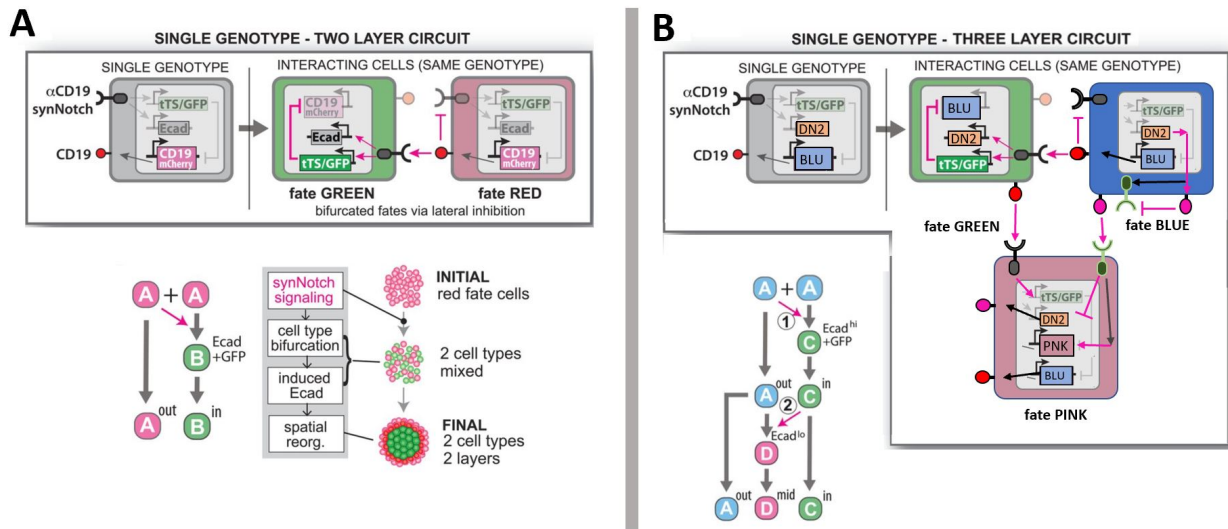 A
SINGLE GENOTYPE - TWO LAYER CIRCUIT
SINGLE GENOTYPE
INTERACTING CELLS (SAME GENOTYPE)
αCD19
synNotch
CD19
tTS/GFP
Ecad
CD19
mCherry
CD19
mCherry
Ecad
tTS/GFP
tTS/GFP
Ecad
CD19
mCherry
fate GREEN
fate RED
bifurcated fates via lateral inhibition
A + A
B
Ecad
+GFP
A out
B in
synNotch
signaling
cell type
bifurcation
induced
Ecad
spatial
reorg.
INITIAL
red fate cells
2 cell types
mixed
FINAL
2 cell types
2 layers
B
SINGLE GENOTYPE - THREE LAYER CIRCUIT
SINGLE GENOTYPE
INTERACTING CELLS (SAME GENOTYPE)
αCD19
synNotch
CD19
tTS/GFP
DN2
BLU
BLU
DN2
tTS/GFP
tTS/GFP
DN2
BLU
fate GREEN
fate BLUE
tTS/GFP
DN2
PNK
BLU
fate PINK
A + A
1
C
Ecad hi
+GFP
A out
C in
2
Ecad lo
D
A out
D mid
C in